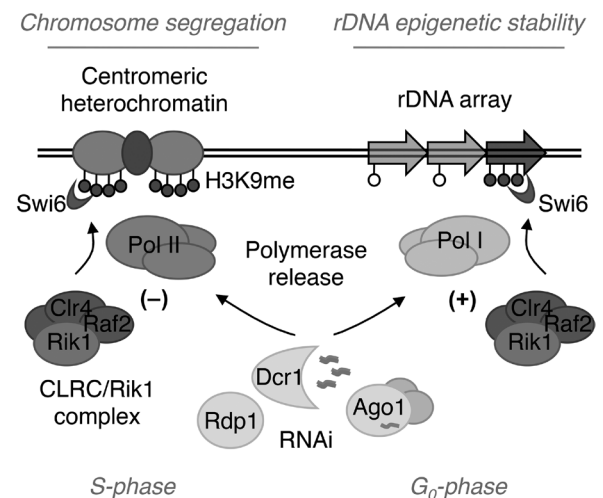 Chromosome segregation
rDNA epigenetic stability
Centromeric
heterochromatin
rDNA array
H3K9me
Swi6
Swi6
Pol II
Polymerase
release
Pol I
(–)
(+)
Clr4
Raf2
Rik1
Clr4
Raf2
Rik1
CLRC/Rik1
complex
Dcr1
Rdp1
Ago1
RNAi
S-phase
G₀-phase